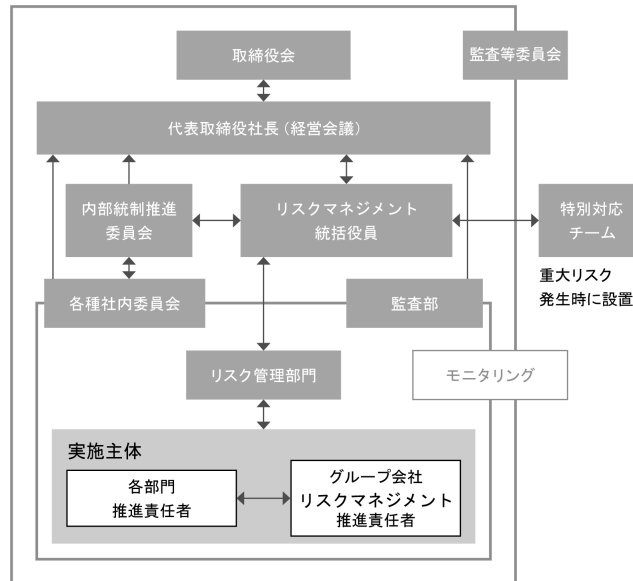 取締役会
監査等委員会
代表取締役社長（経営会議）
内部統制推進
委員会
リスクマネジメント
統括役員
特別対応
チーム
重大リスク
発生時に設置
各種社内委員会
監査部
リスク管理部門
モニタリング
実施主体
各部門
推進責任者
グループ会社
リスクマネジメント
推進責任者